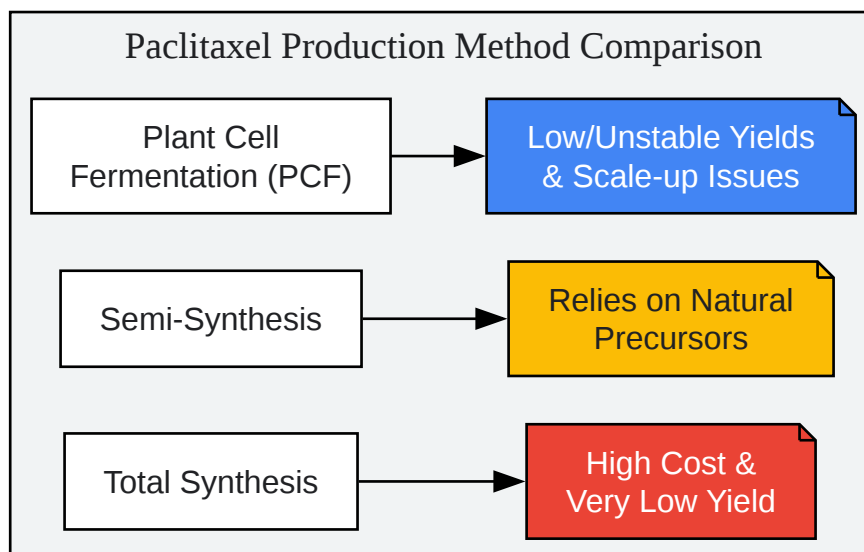 Paclitaxel Production Method Comparison
Plant Cell
Fermentation (PCF)
Low/Unstable Yields
& Scale-up Issues
Semi-Synthesis
Relies on Natural
Precursors
Total Synthesis
High Cost &
Very Low Yield